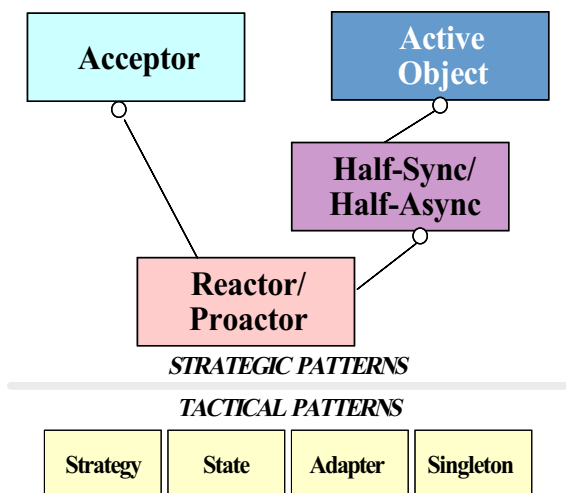 Acceptor
Active
Object
Half-Sync/
Half-Async
Reactor/
Proactor
STRATEGIC PATTERNS
TACTICAL PATTERNS
Strategy
State
Adapter
Singleton